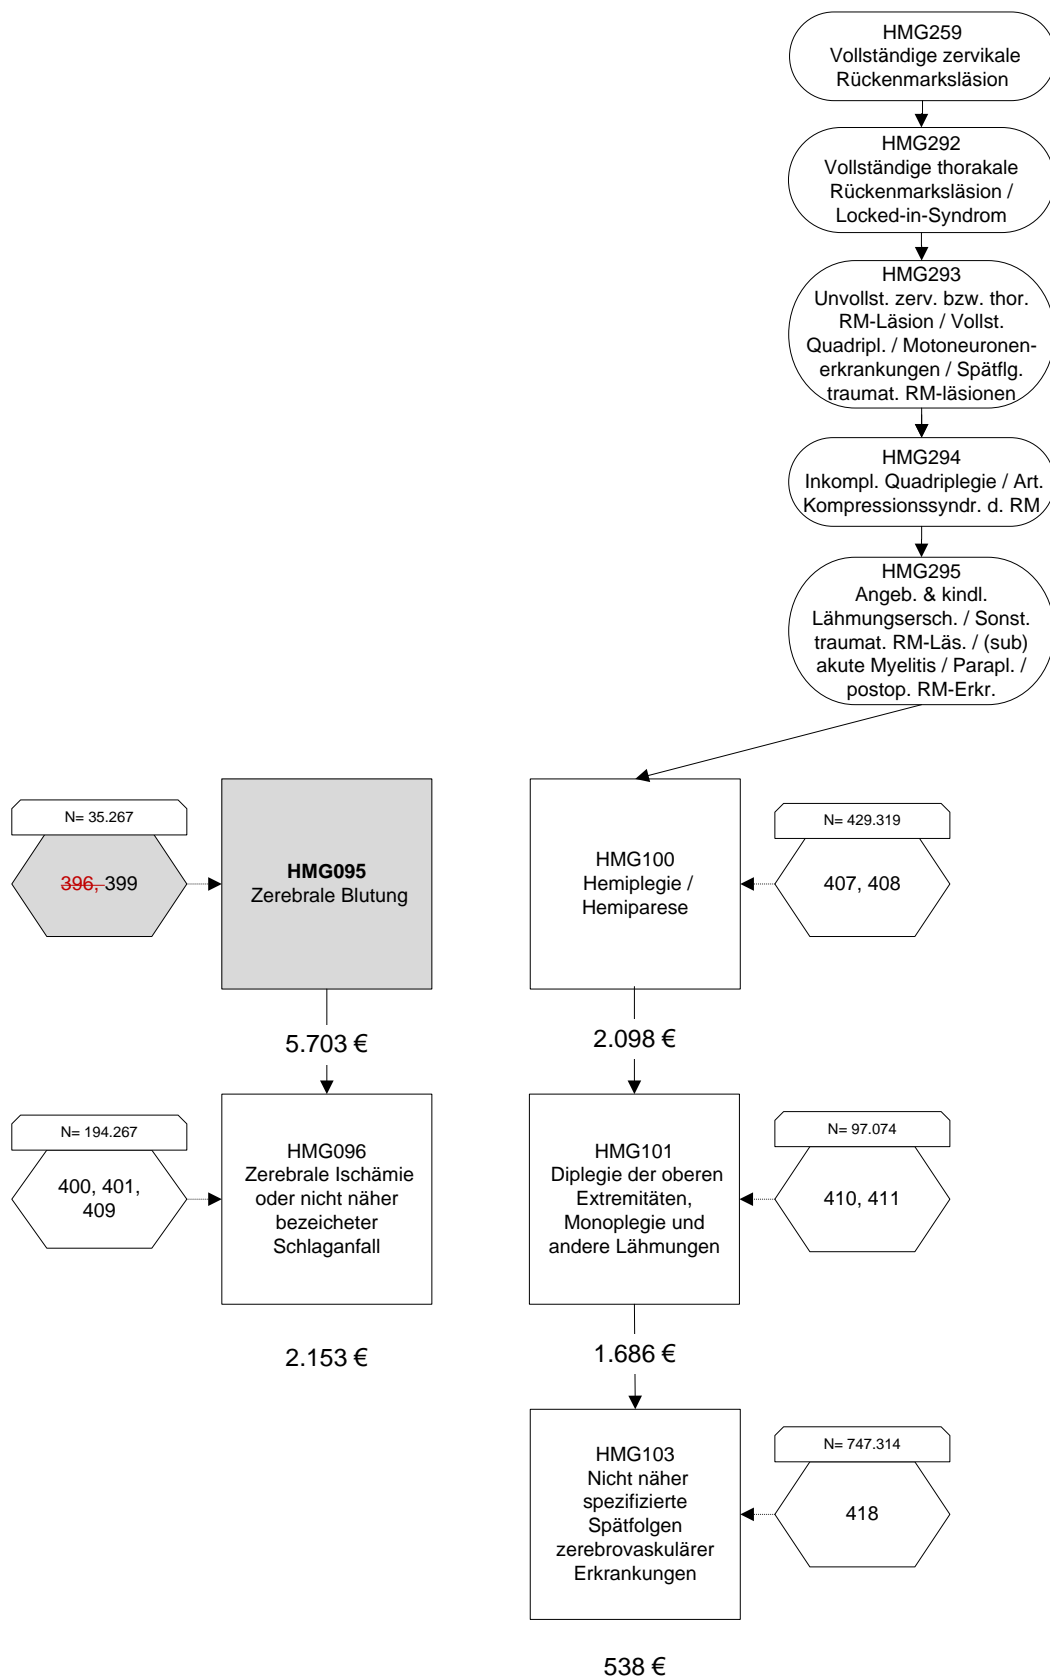 HMG259
Vollständige zervikale
Rückenmarksläsion
HMG292
Vollständige thorakale
Rückenmarksläsion /
Locked-in-Syndrom
HMG293
Unvollst. zerv. bzw. thor.
RM-Läsion / Vollst.
Quadripl. / Motoneuronen-
erkrankungen / Spätflg.
traumat. RM-läsionen
HMG294
Inkompl. Quadriplegie / Art.
Kompressionssyndr. d. RM
HMG295
Angeb. & kindl.
Lähmungsersch. / Sonst.
traumat. RM-Läs. / (sub)
akute Myelitis / Parapl. /
postop. RM-Erkr.
N= 35.267
396, 399
HMG095
Zerebrale Blutung
5.703 €
HMG100
Hemiplegie /
Hemiparese
N= 429.319
407, 408
2.098 €
N= 194.267
400, 401,
409
HMG096
Zerebrale Ischämie
oder nicht näher
bezeicheter
Schlaganfall
2.153 €
HMG101
Diplegie der oberen
Extremitäten,
Monoplegie und
andere Lähmungen
N= 97.074
410, 411
1.686 €
HMG103
Nicht näher
spezifizierte
Spätfolgen
zerebrovaskulärer
Erkrankungen
N= 747.314
418
538 €